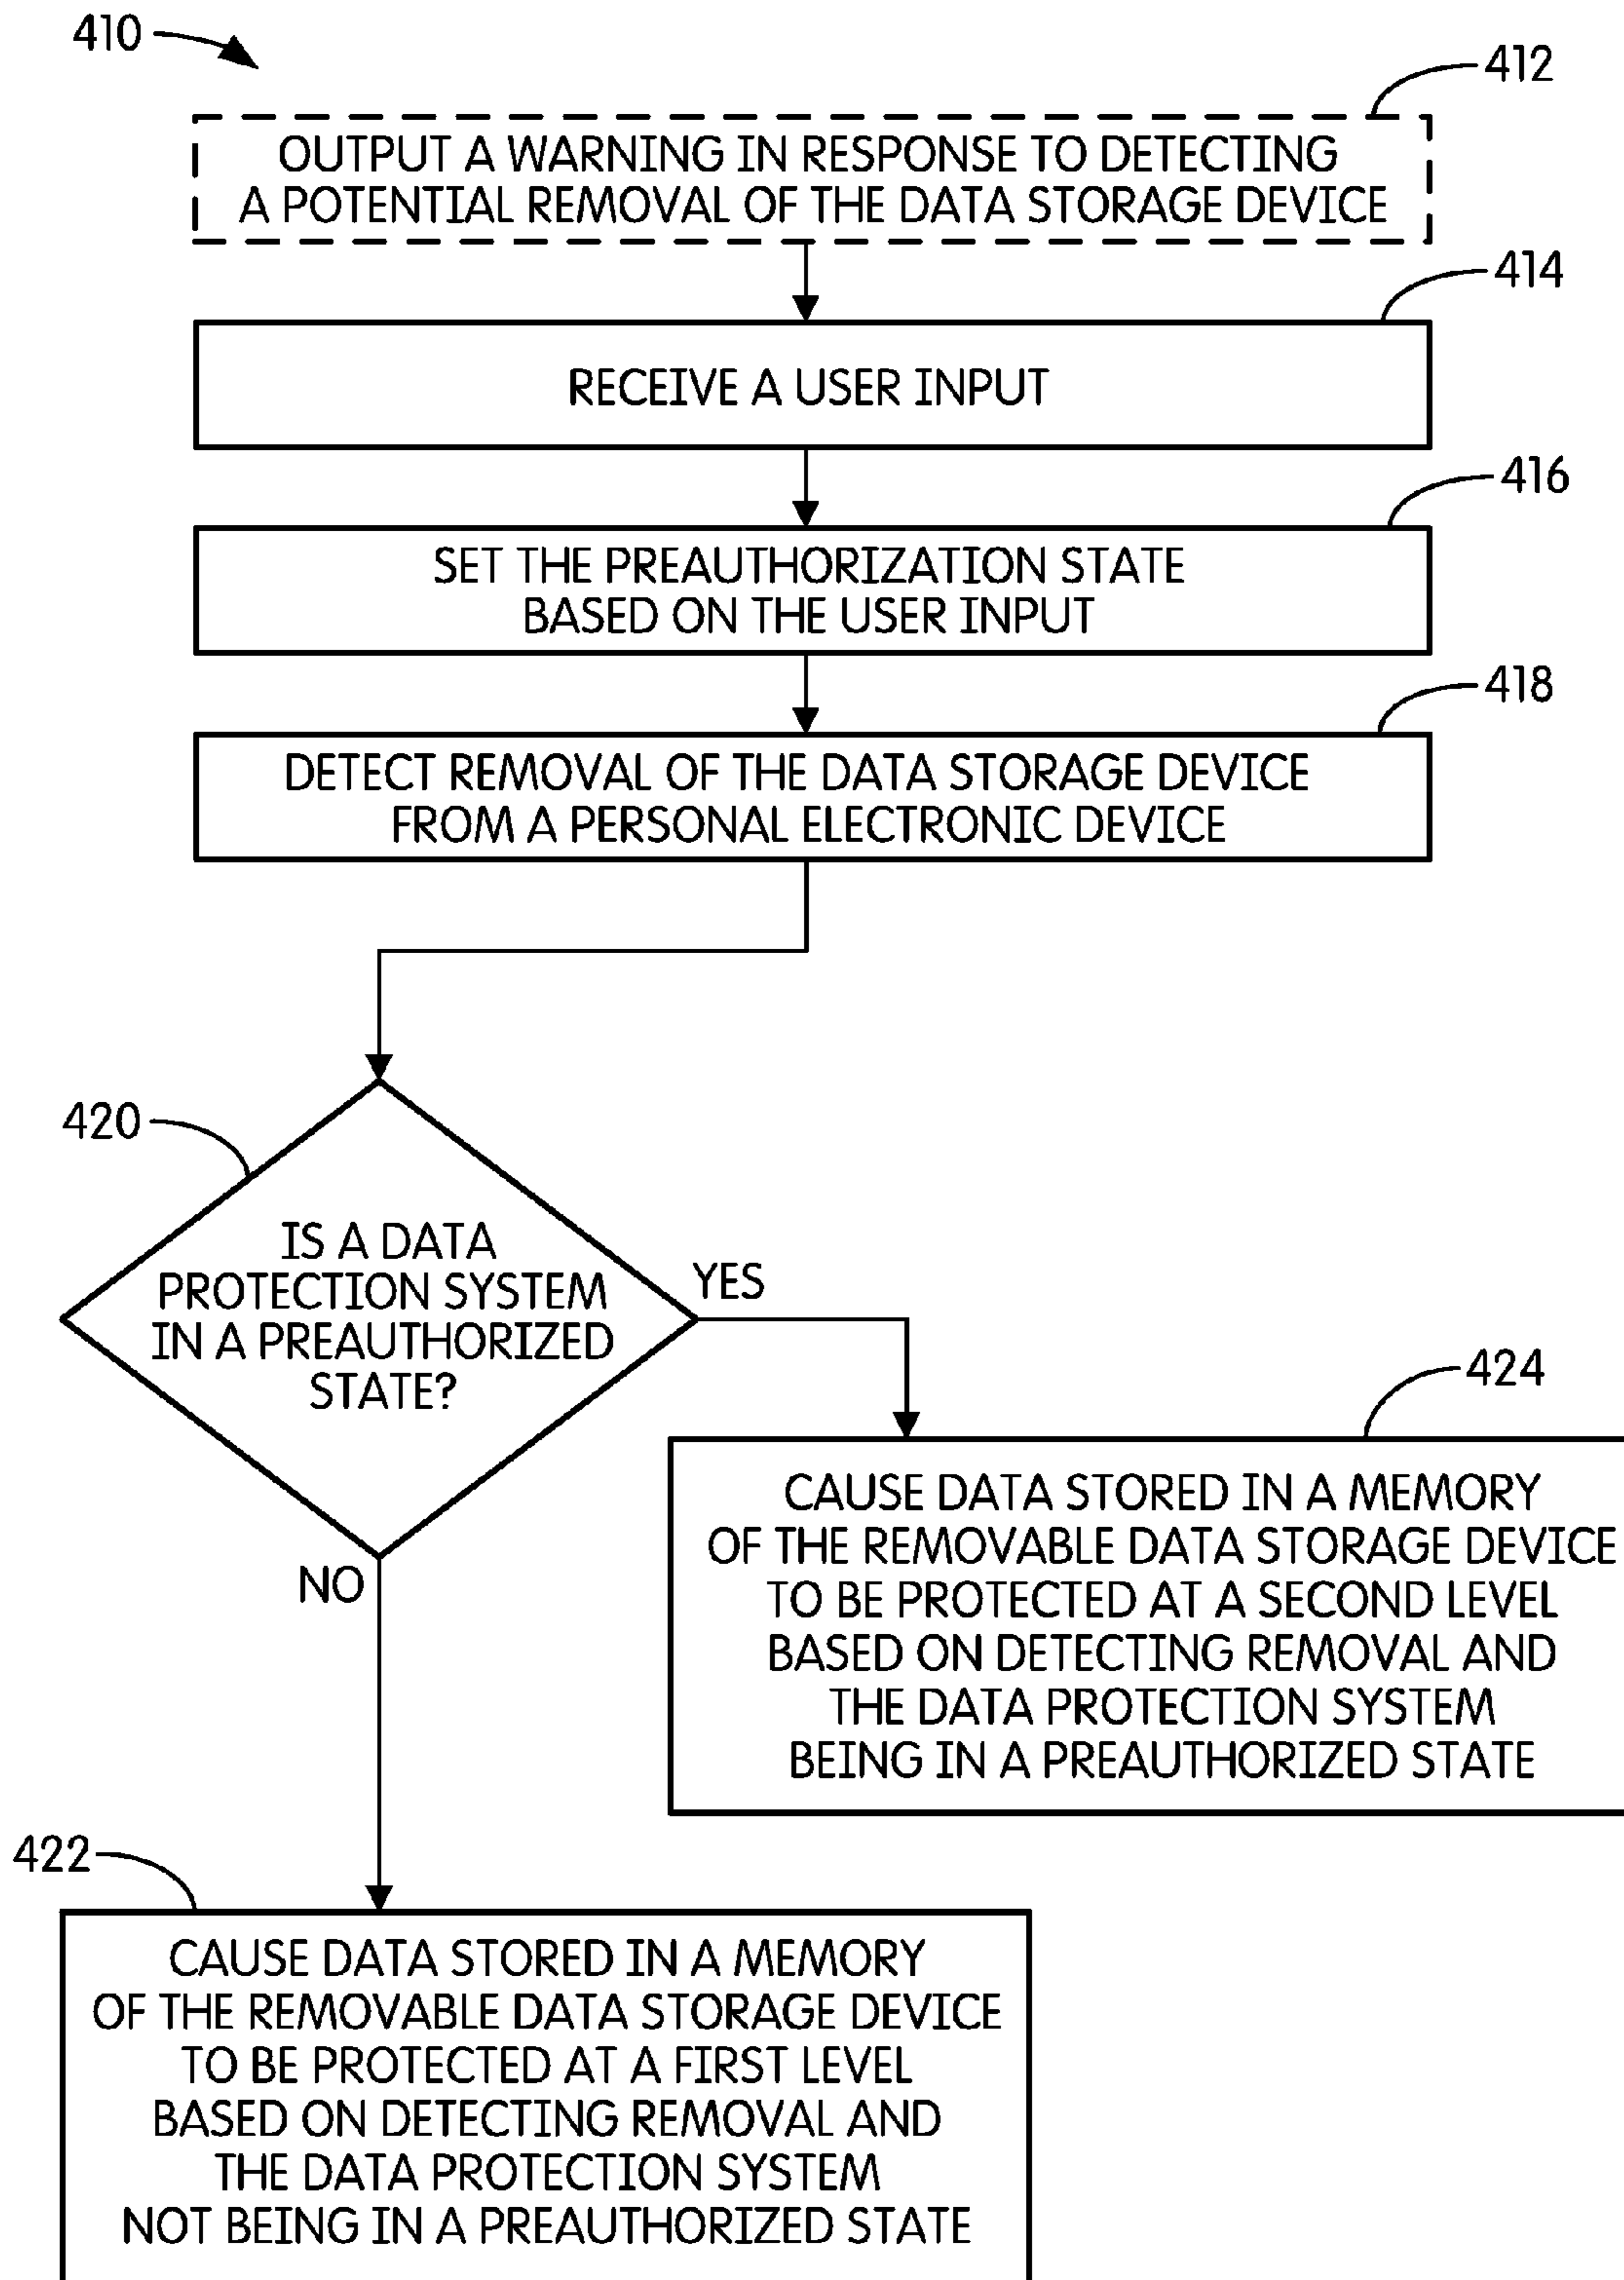 410
412
OUTPUT A WARNING IN RESPONSE TO DETECTING
A POTENTIAL REMOVAL OF THE DATA STORAGE DEVICE
414
RECEIVE A USER INPUT
416
SET THE PREAUTHORIZATION STATE
BASED ON THE USER INPUT
418
DETECT REMOVAL OF THE DATA STORAGE DEVICE
FROM A PERSONAL ELECTRONIC DEVICE
420
IS A DATA
PROTECTION SYSTEM
IN A PREAUTHORIZED
STATE?
YES
424
CAUSE DATA STORED IN A MEMORY
OF THE REMOVABLE DATA STORAGE DEVICE
TO BE PROTECTED AT A SECOND LEVEL
BASED ON DETECTING REMOVAL AND
THE DATA PROTECTION SYSTEM
BEING IN A PREAUTHORIZED STATE
NO
422
CAUSE DATA STORED IN A MEMORY
OF THE REMOVABLE DATA STORAGE DEVICE
TO BE PROTECTED AT A FIRST LEVEL
BASED ON DETECTING REMOVAL AND
THE DATA PROTECTION SYSTEM
NOT BEING IN A PREAUTHORIZED STATE